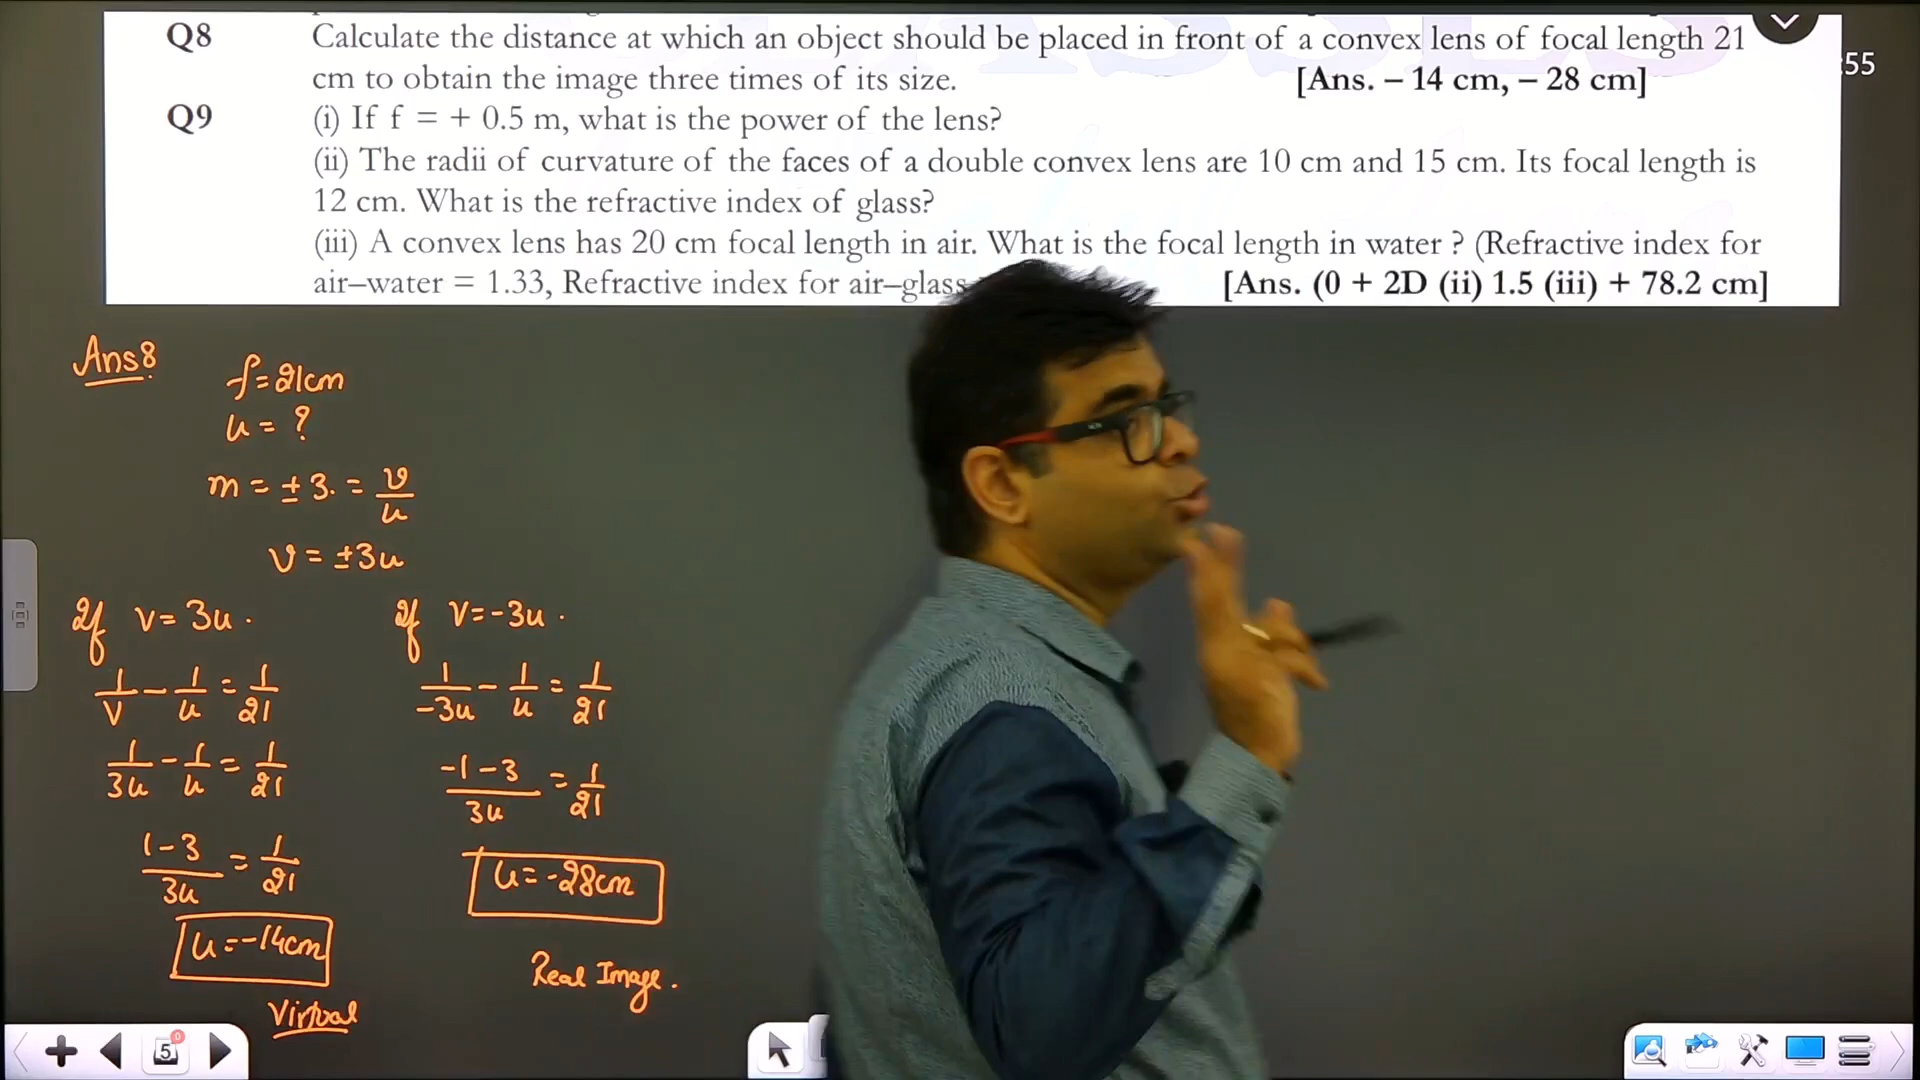 Q8 Calculate the distance at which an object should be placed in front of a convex lens of focal length 21
cm to obtain the image three times of its size. [Ans. – 14 cm, – 28 cm]
:55
Q9 (i) If f = + 0.5 m, what is the power of the lens?
(ii) The radii of curvature of the faces of a double convex lens are 10 cm and 15 cm. Its focal length is
12 cm. What is the refractive index of glass?
(iii) A convex lens has 20 cm focal length in air. What is the focal length in water ? (Refractive index for
air–water = 1.33, Refractive index for air–glass [Ans. (0 + 2D (ii) 1.5 (iii) + 78.2 cm]
Ans 8
f = 21cm
u = ?
m = ± 3. = v/u
v = ±3u
If v = 3u.
1/v - 1/u = 1/21
1/3u - 1/u = 1/21
1-3/3u = 1/21
u = -14cm
Virtual
If v = -3u.
1/-3u - 1/u = 1/21
-1-3/3u = 1/21
u = -28cm
Real Image.
5
0